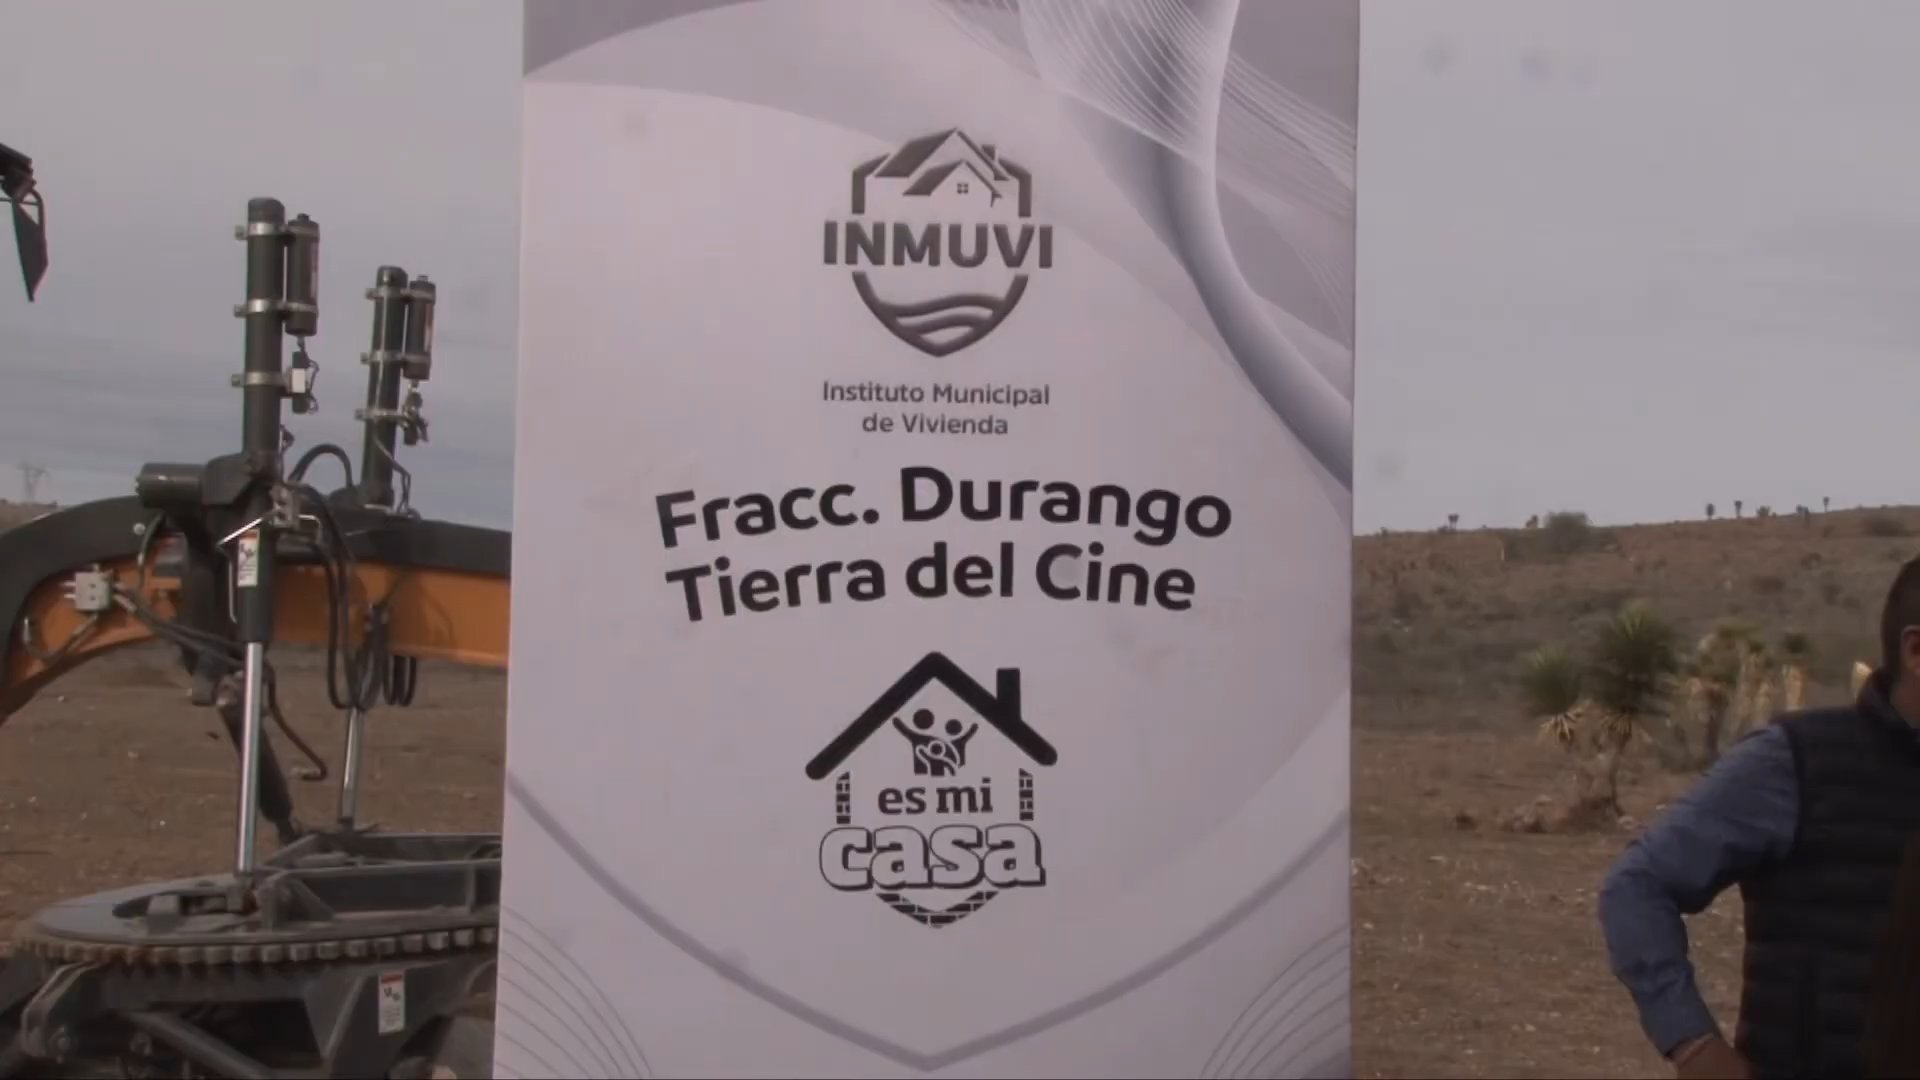 INMUVI
Instituto Municipal
de Vivienda
Fracc. Durango
Tierra del Cine
es mi
casa